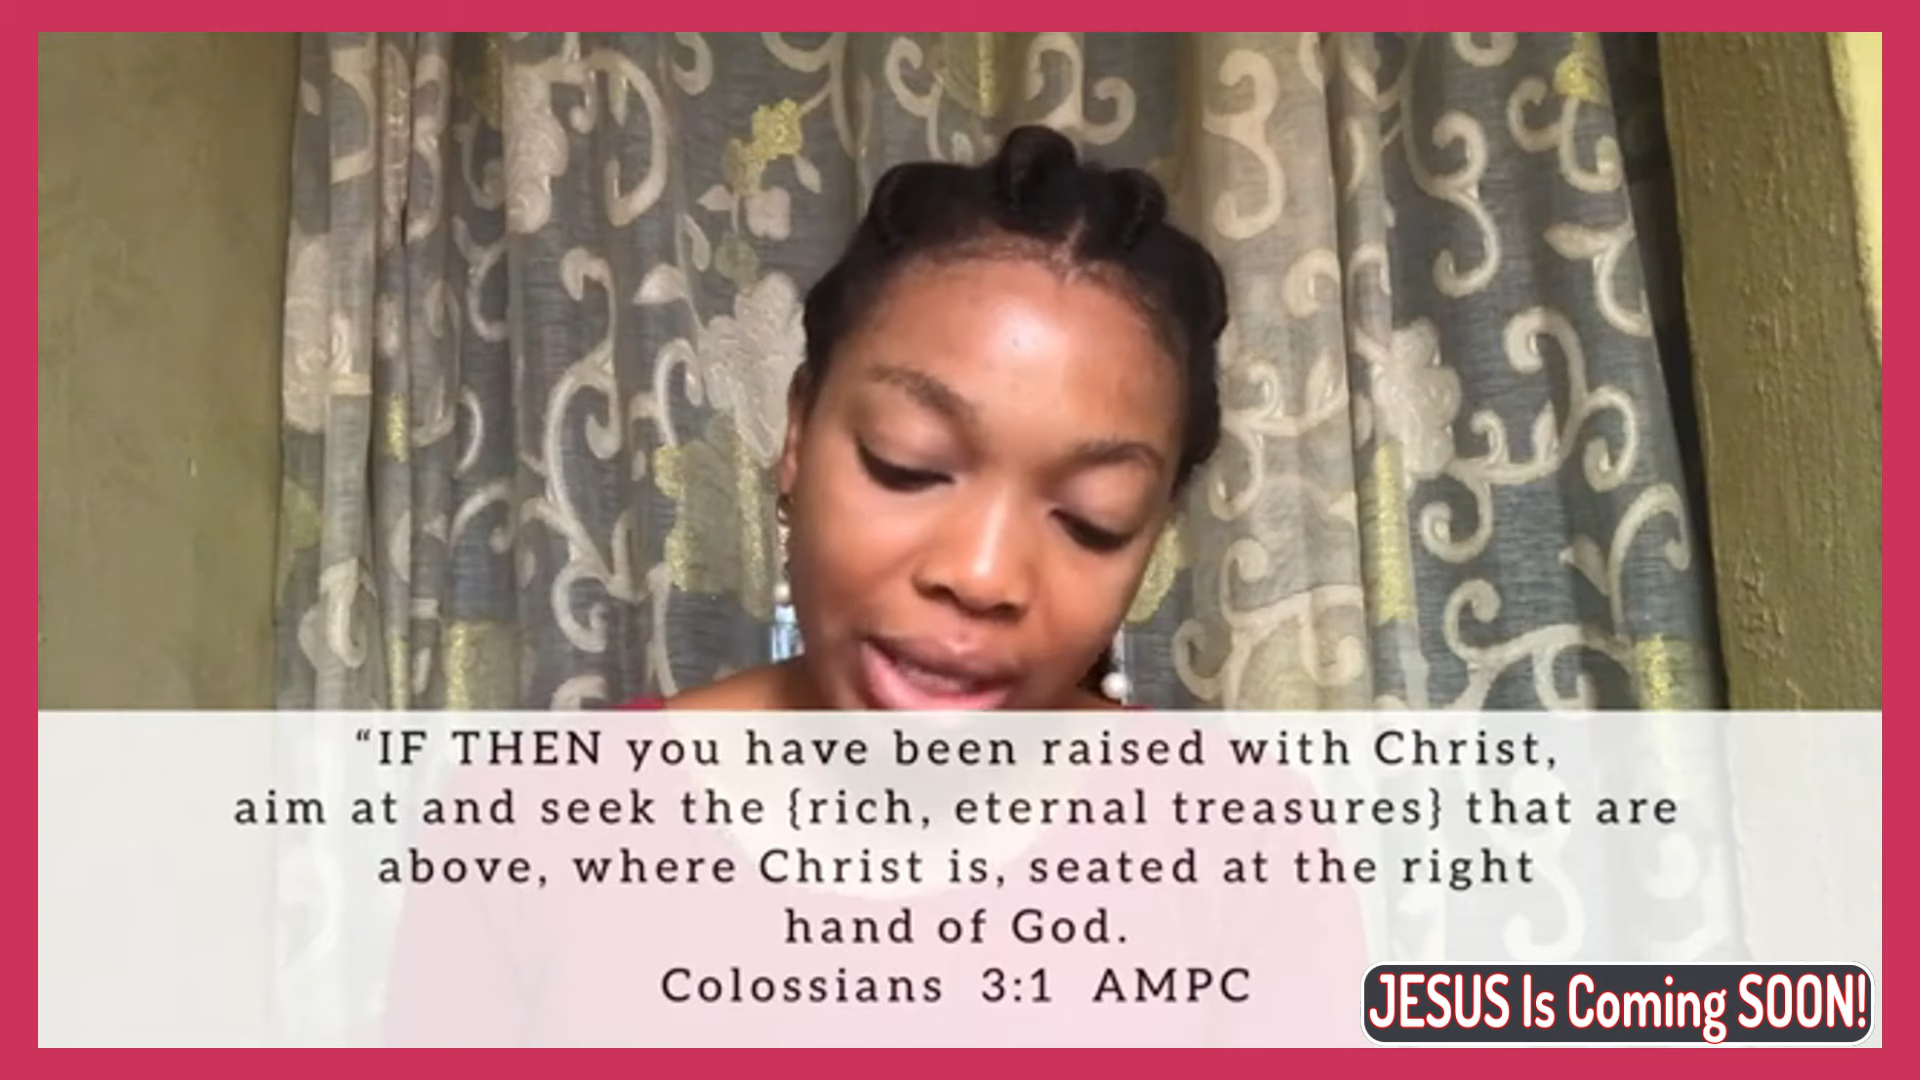 “IF THEN you have been raised with Christ,
aim at and seek the {rich, eternal treasures} that are
above, where Christ is, seated at the right
hand of God.
Colossians 3:1 AMPC
JESUS Is Coming SOON!